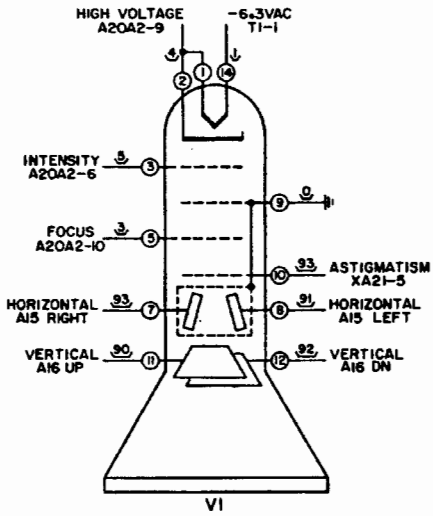 HIGH VOLTAGE
A20A2-9
-6.3VAC
T1-1
4
1
2
1
14
INTENSITY
A20A2-6
5
3
9
0
FOCUS
A20A2-10
3
5
10
93
ASTIGMATISM
XA21-5
HORIZONTAL
A15 RIGHT
93
7
8
91
HORIZONTAL
A15 LEFT
VERTICAL
A16 UP
90
11
12
92
VERTICAL
A16 DN
V1